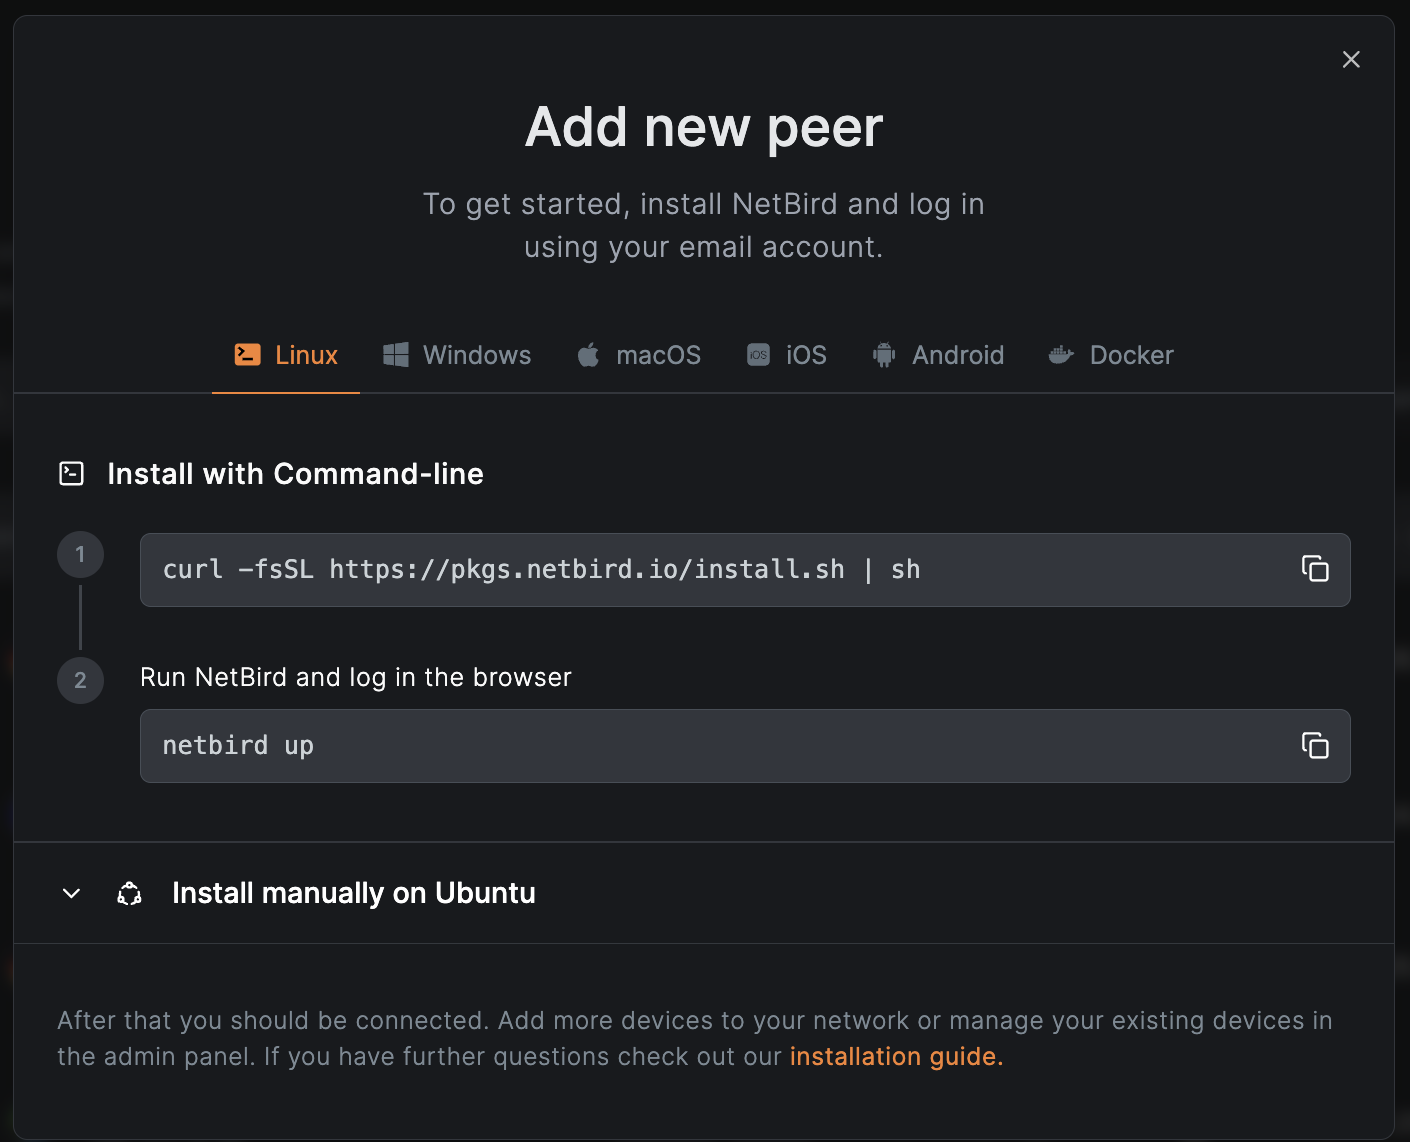 Add new peer
To get started, install NetBird and log in
using your email account.
Linux Windows macOS iOS iOS Android Docker
Install with Command-line
1
curl -fsSL https://pkgs.netbird.io/install.sh | sh
2
Run NetBird and log in the browser
netbird up
Install manually on Ubuntu
After that you should be connected. Add more devices to your network or manage your existing devices in
the admin panel. If you have further questions check out our installation guide.